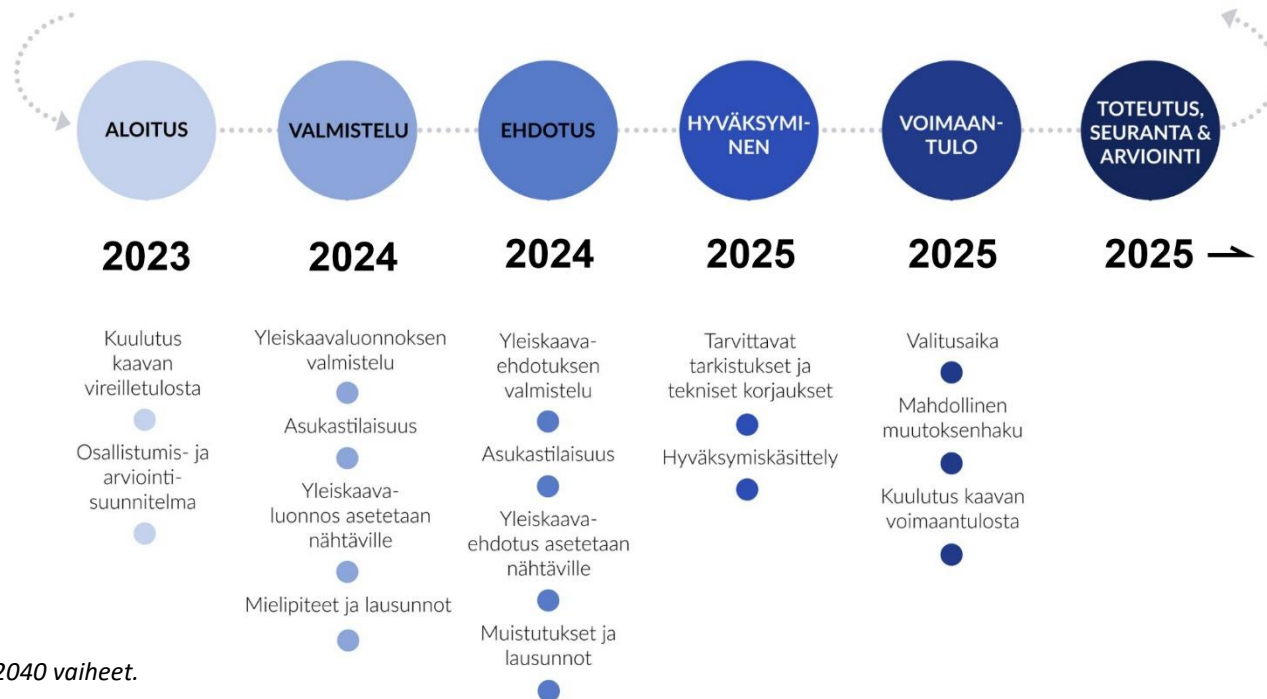 ALOITUS
VALMISTELU
EHDOTUS
HYVÄKSYMI-
NEN
VOIMAAN-
TULO
TOTEUTUS,
SEURANTA &
ARVIOINTI
2023
2024
2024
2025
2025
2025
Kuulutus
kaavan
vireilletulosta
Osallistumis- ja
arviointi-
suunnitelma
Yleiskaavaluonnoksen
valmistelu
Asukastilaisuus
Yleiskaava-
luonnos asetetaan
nähtäville
Mielipiteet ja lausunnot
Yleiskaava-
ehdotuksen
valmistelu
Asukastilaisuus
Yleiskaava-
ehdotus asetetaan
nähtäville
Muistutukset ja
lausunnot
Tarvittavat
tarkistukset ja
tekniset korjaukset
Hyväksymiskäsittely
Valitusaika
Mahdollinen
muutoksenhaku
Kuulutus kaavan
voimaantulosta
2040 vaiheet.